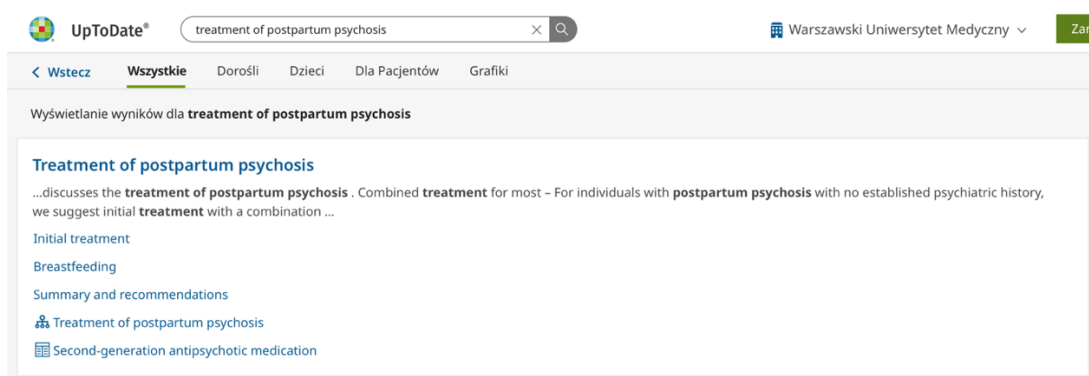 UpToDate®
treatment of postpartum psychosis
Warszawski Uniwersytet Medyczny
Wstecz Wszystkie Dorośli Dzieci Dla Pacjentów Grafiki
Wyświetlanie wyników dla treatment of postpartum psychosis
Treatment of postpartum psychosis
...discusses the treatment of postpartum psychosis . Combined treatment for most – For individuals with postpartum psychosis with no established psychiatric history,
we suggest initial treatment with a combination ...
Initial treatment
Breastfeeding
Summary and recommendations
Treatment of postpartum psychosis
Second-generation antipsychotic medication